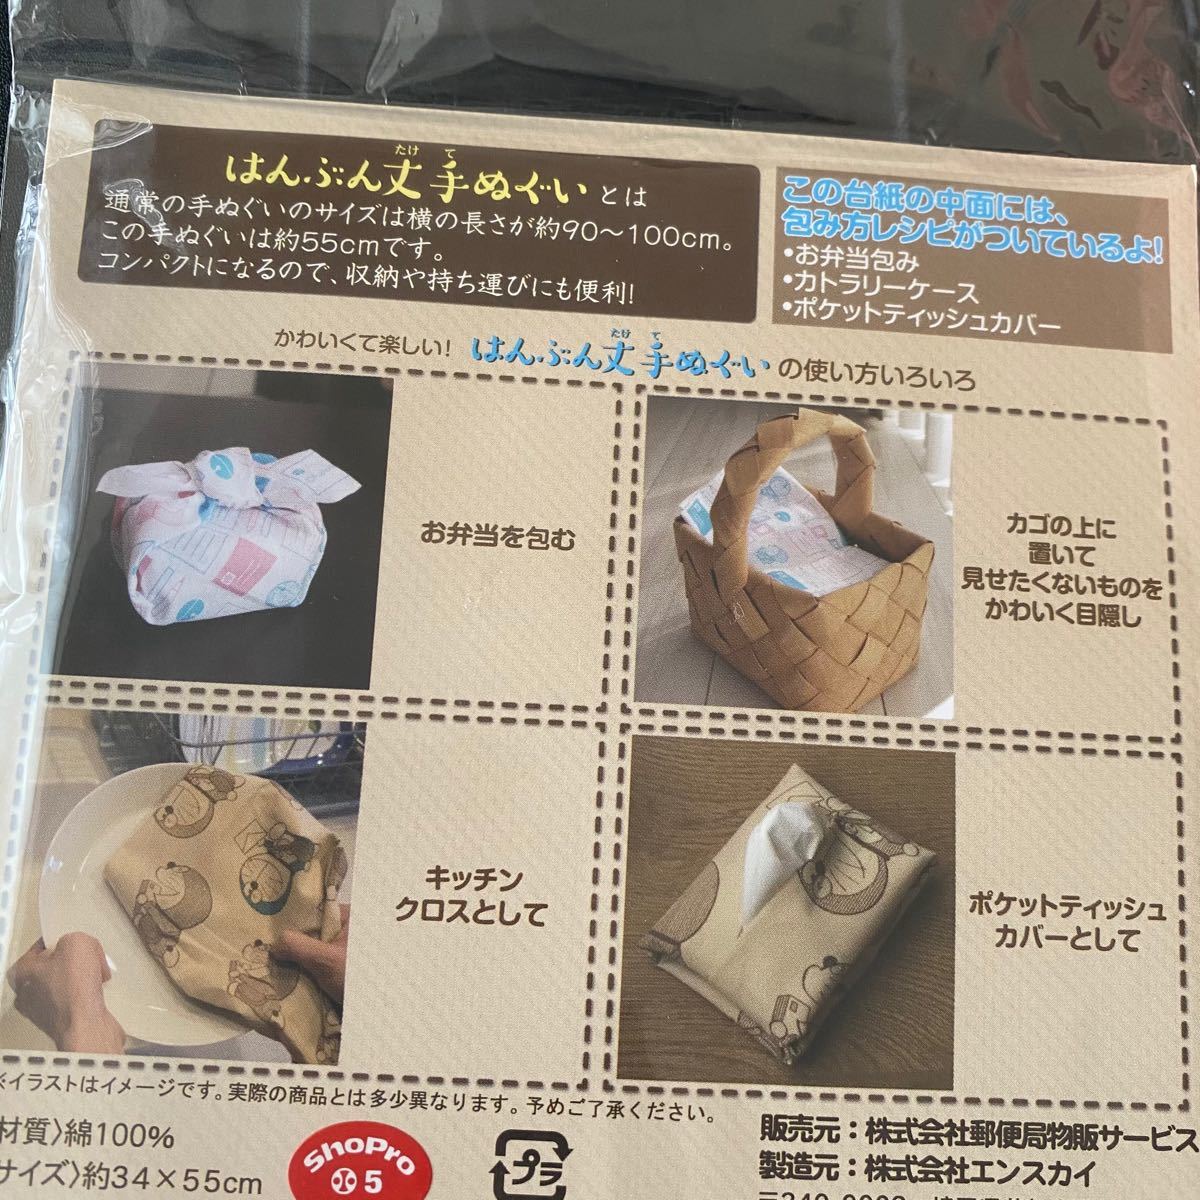 はんぶん丈手ぬぐいとは
たけ て
通常の手ぬぐいのサイズは横の長さが約90～100cm。
この手ぬぐいは約55cmです。
コンパクトになるので、収納や持ち運びにも便利!
この台紙の中面には、
包み方レシピがついているよ!
・お弁当包み
・カトラリーケース
・ポケットティッシュカバー
かわいくて楽しい! はんぶん丈手ぬぐいの使い方いろいろ
たけ て
お弁当を包む
カゴの上に
置いて
見せたくないものを
かわいく目隠し
キッチン
クロスとして
ポケットティッシュ
カバーとして
※イラストはイメージです。実際の商品とは多少異なります。予めご了承ください。
材質〉綿100%
サイズ〉約34×55cm
ShoPro
5
プラ
販売元：株式会社郵便局物販サービス
製造元：株式会社エンスカイ